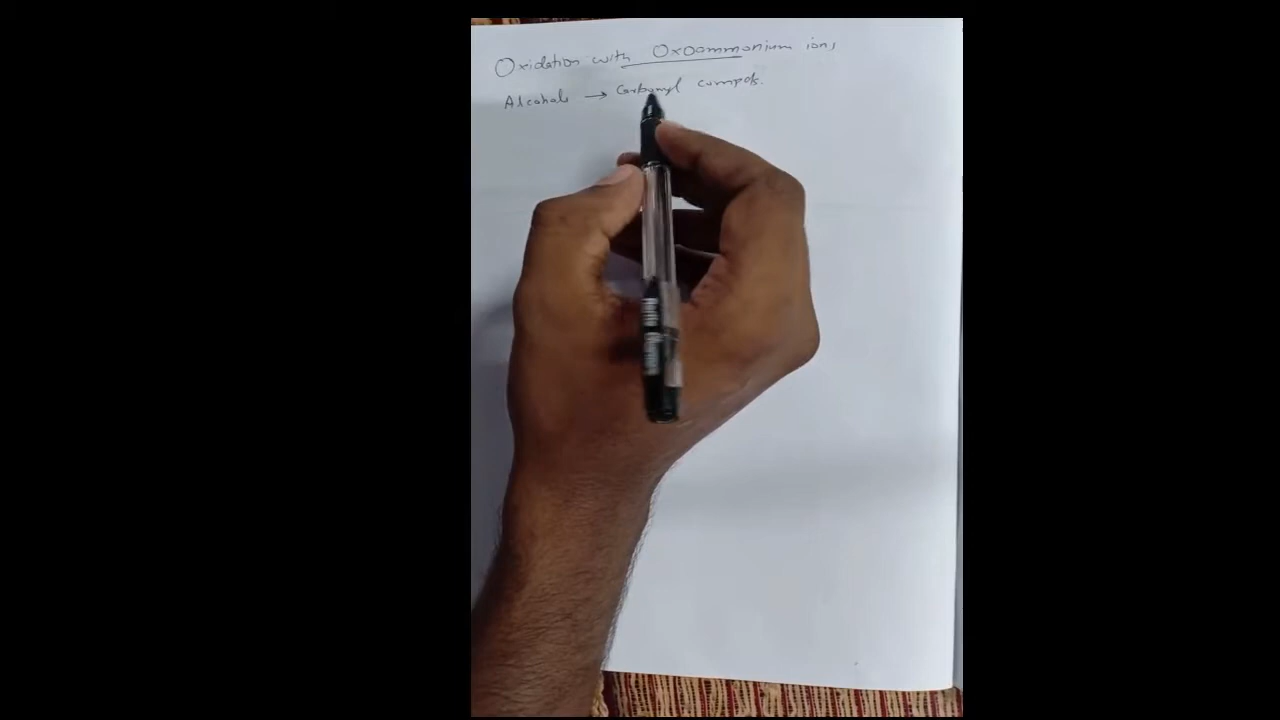 Oxidation with Oxoammonium ions
Alcohols → Carbonyl compds.